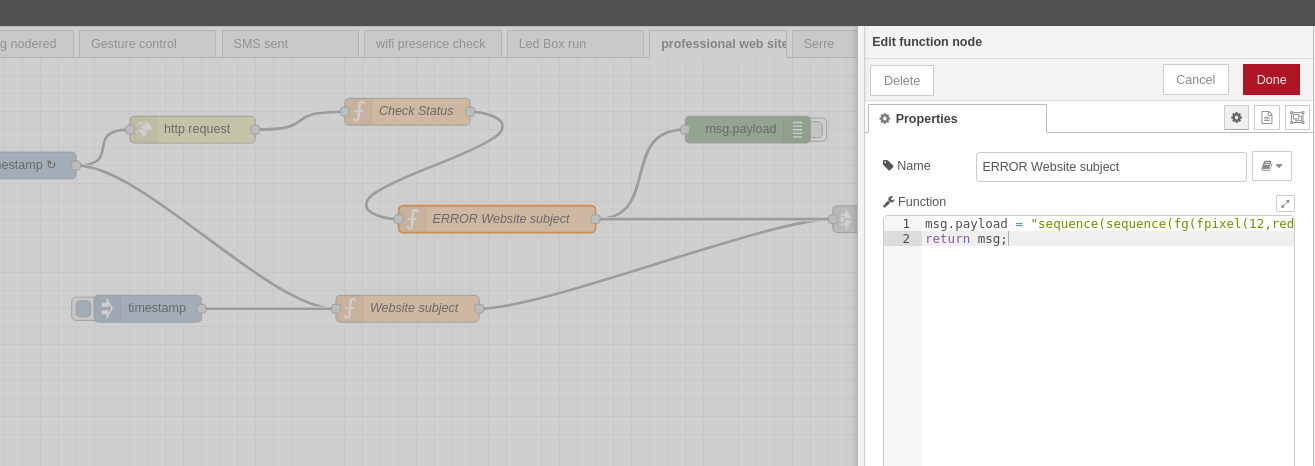 g nodered
Gesture control
SMS sent
wifi presence check
Led Box run
professional web site
Serre
Edit function node
Delete
Cancel
Done
Properties
Check Status
http request
msg.payload
estamp ↻
ERROR Website subject
timestamp
Website subject
Name
ERROR Website subject
Function
1 msg.payload = "sequence(sequence(fg(fpixel(12,red
2 return msg;